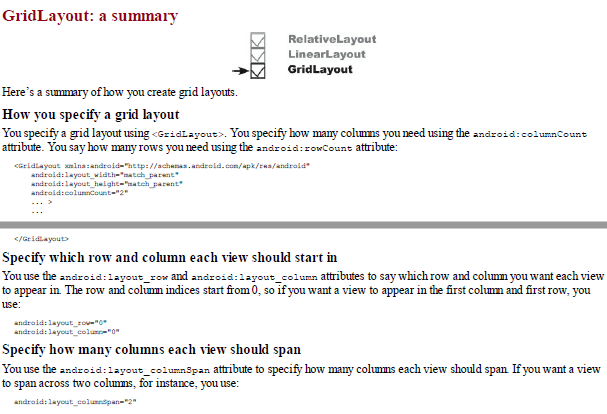 GridLayout: a summary
RelativeLayout
LinearLayout
GridLayout
Here's a summary of how you create grid layouts.
How you specify a grid layout
You specify a grid layout using <GridLayout>. You specify how many columns you need using the android:columnCount
attribute. You say how many rows you need using the android:rowCount attribute:
<GridLayout xmlns:android="http://schemas.android.com/apk/res/android"
android:layout_width="match_parent"
android:layout_height="match_parent"
android:columnCount="2"
... >
...
</GridLayout>
Specify which row and column each view should start in
You use the android:layout_row and android:layout_column attributes to say which row and column you want each view
to appear in. The row and column indices start from 0, so if you want a view to appear in the first column and first row, you
use:
android:layout_row="0"
android:layout_column="0"
Specify how many columns each view should span
You use the android:layout_columnSpan attribute to specify how many columns each view should span. If you want a view
to span across two columns, for instance, you use:
android:layout_columnSpan="2"